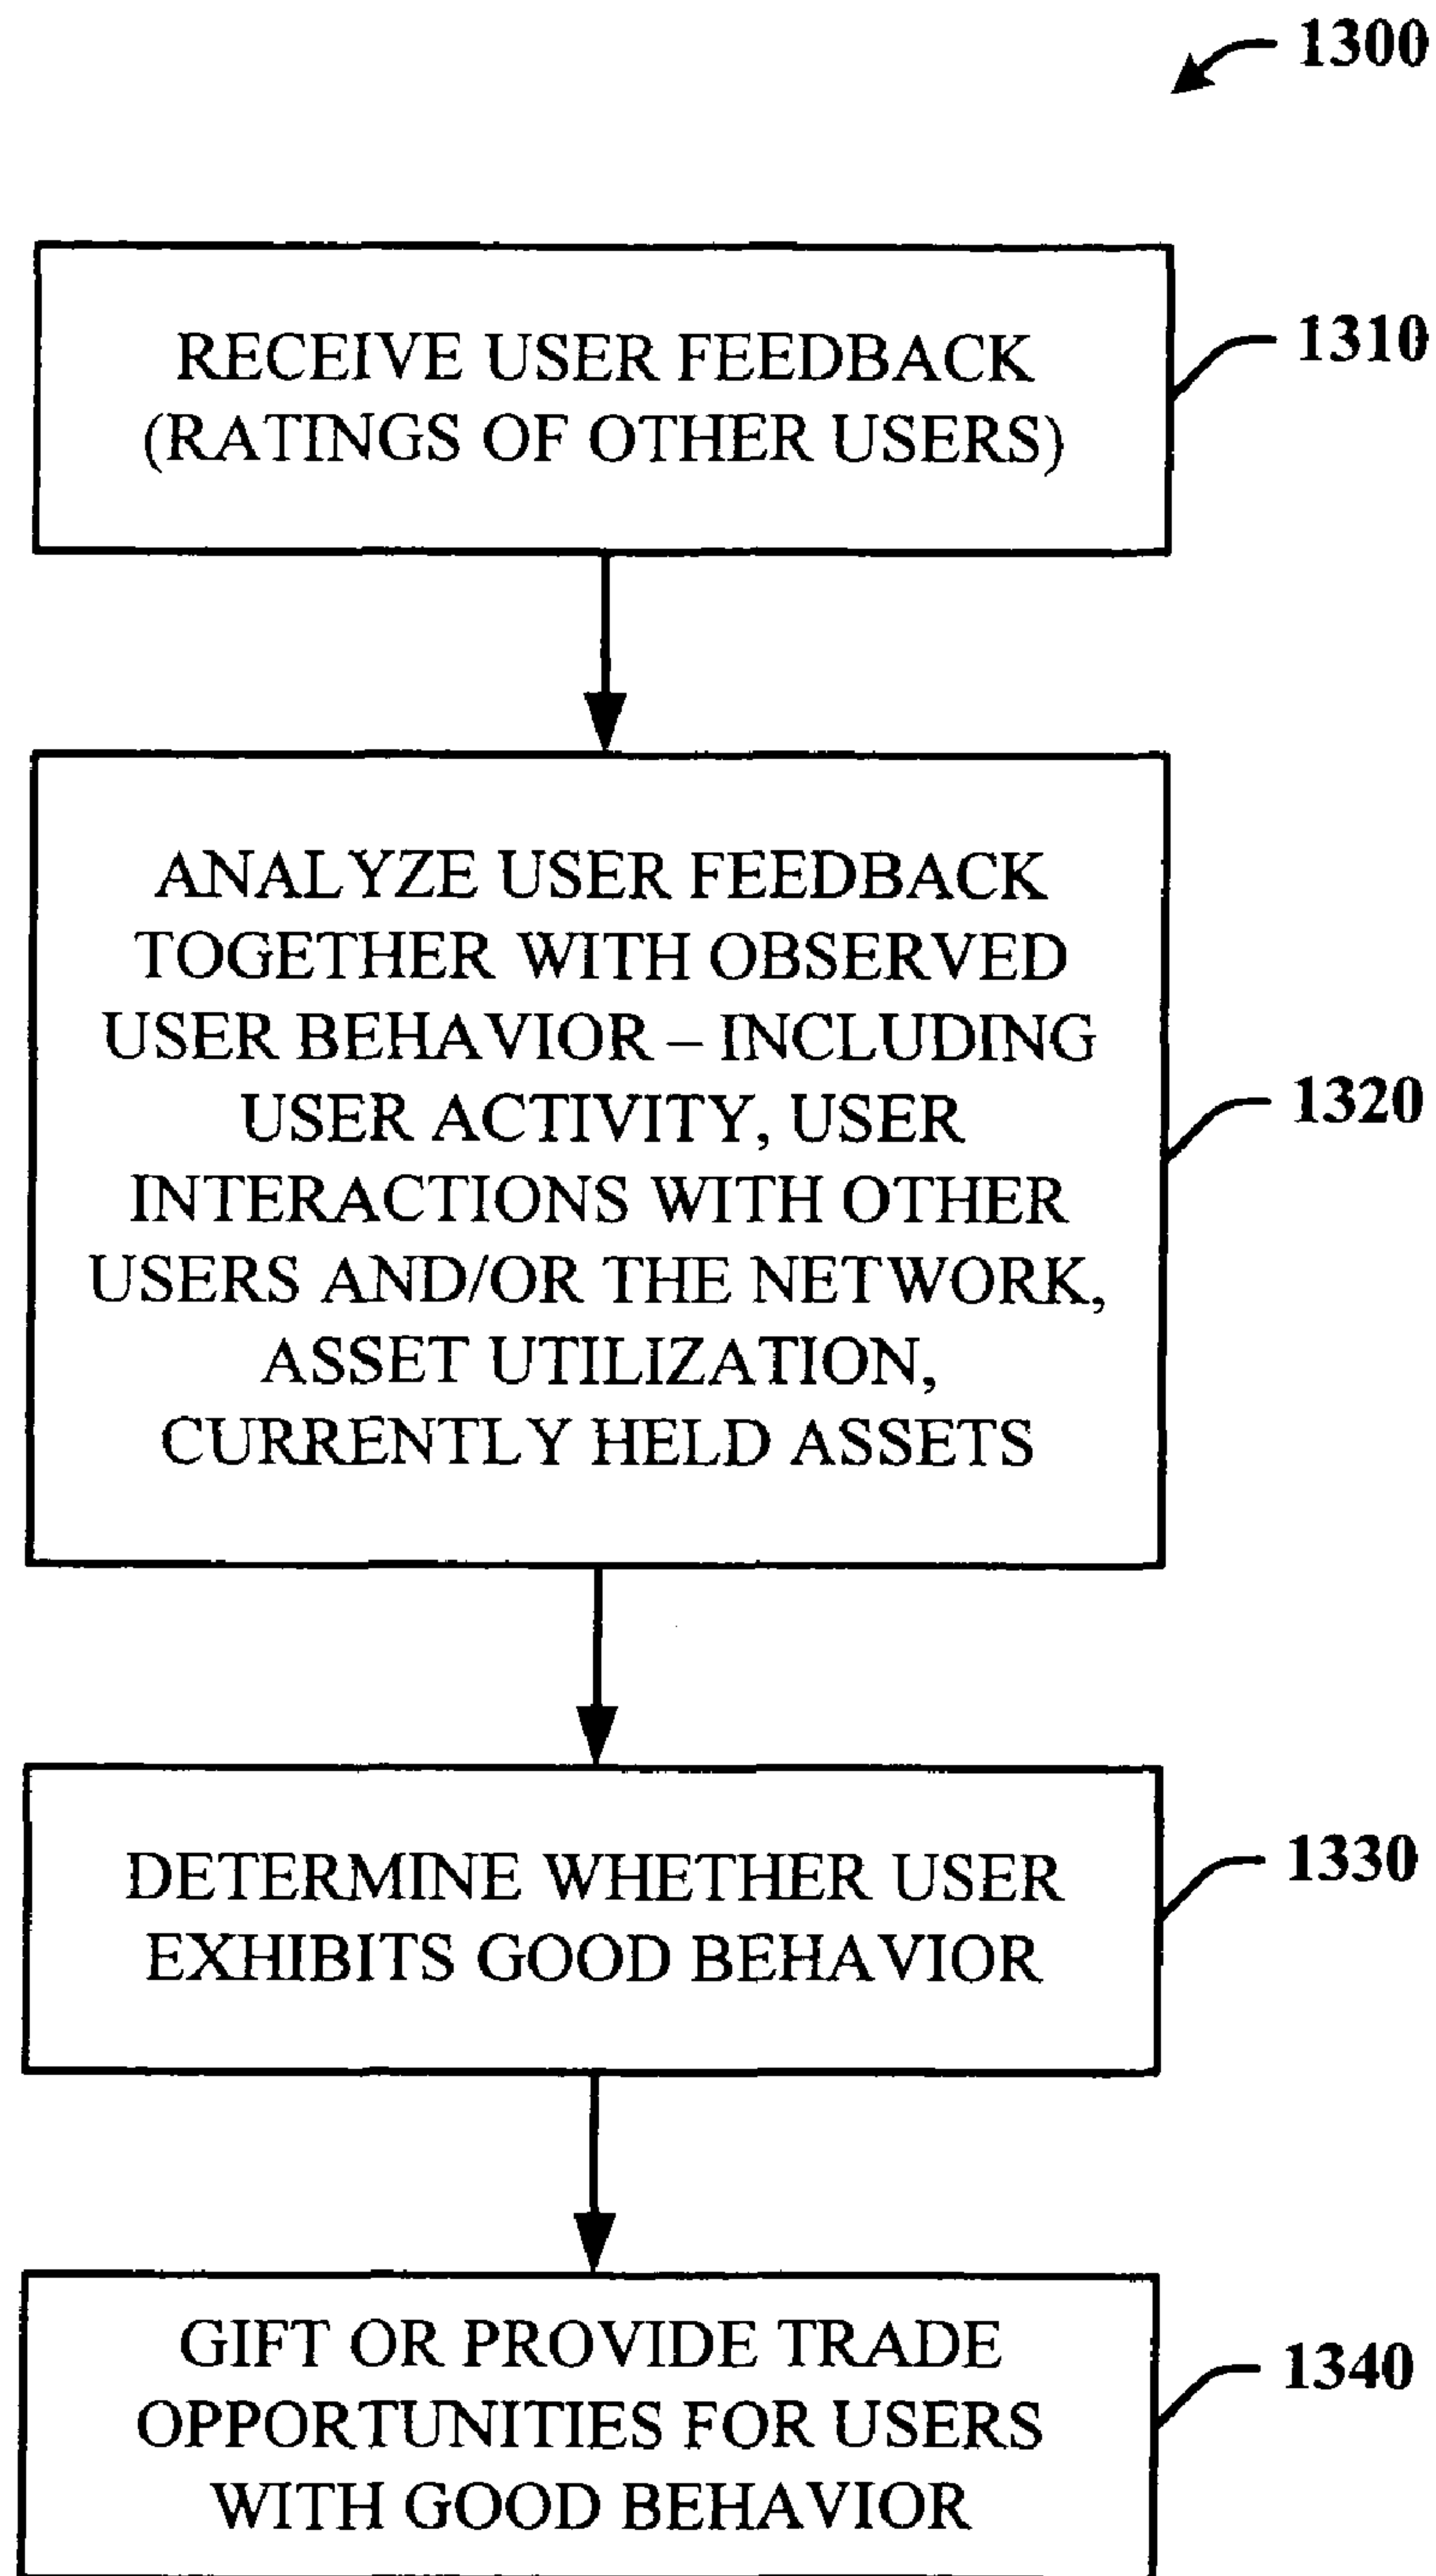 1300
RECEIVE USER FEEDBACK
(RATINGS OF OTHER USERS)
1310
ANALYZE USER FEEDBACK
TOGETHER WITH OBSERVED
USER BEHAVIOR – INCLUDING
USER ACTIVITY, USER
INTERACTIONS WITH OTHER
USERS AND/OR THE NETWORK,
ASSET UTILIZATION,
CURRENTLY HELD ASSETS
1320
DETERMINE WHETHER USER
EXHIBITS GOOD BEHAVIOR
1330
GIFT OR PROVIDE TRADE
OPPORTUNITIES FOR USERS
WITH GOOD BEHAVIOR
1340